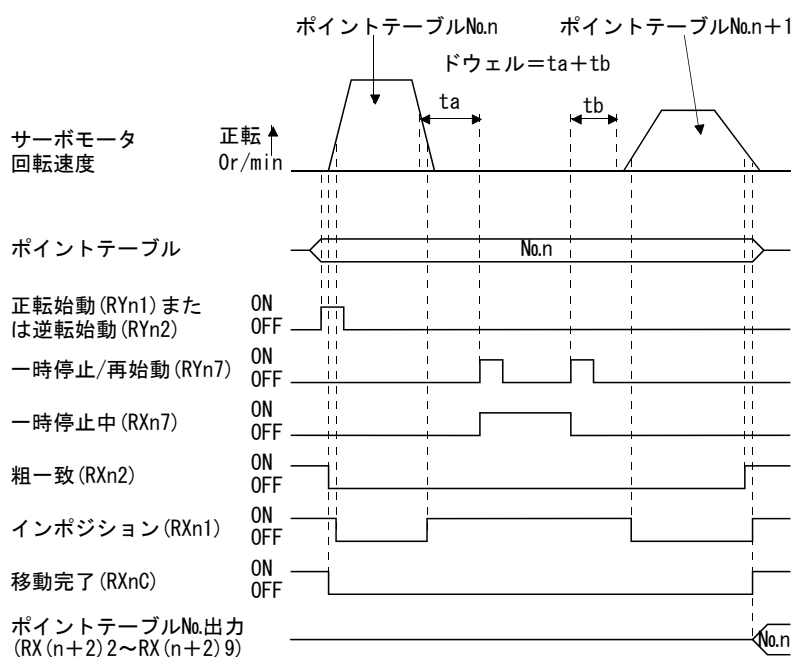 ポイントテーブル№n
ポイントテーブル№n+1
ドウェル=ta+tb
ta
tb
サーボモータ
回転速度
正転
0r/min
ポイントテーブル
№n
正転始動(RYn1)また
は逆転始動(RYn2)
ON
OFF
一時停止/再始動(RYn7)
ON
OFF
一時停止中(RXn7)
ON
OFF
粗一致(RXn2)
ON
OFF
インポジション(RXn1)
ON
OFF
移動完了(RXnC)
ON
OFF
ポイントテーブル№出力
(RX(n+2)2~RX(n+2)9)
№n